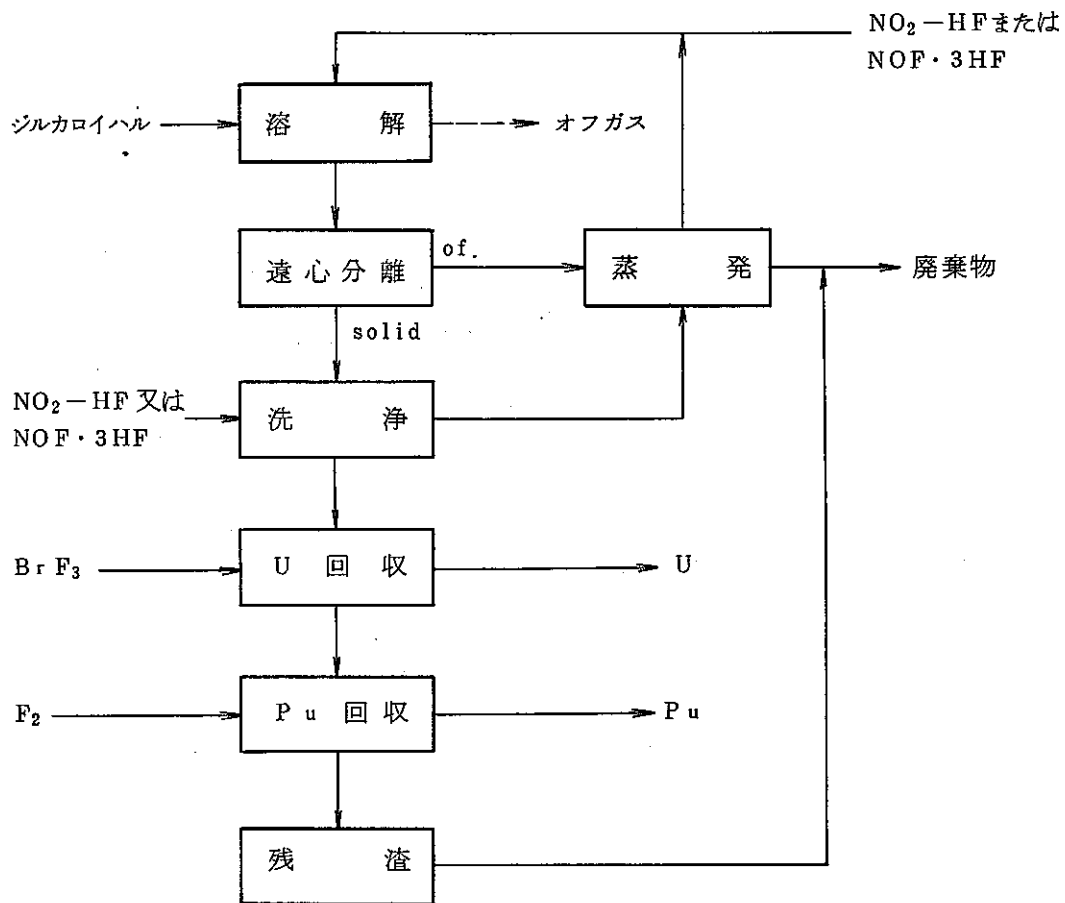 NO₂－HFまたは
NOF・3HF
ジルカロイハル
溶解
オフガス
遠心分離
of.
蒸発
廃棄物
solid
NO₂－HF 又は
NOF・3HF
洗浄
BrF₃
U 回収
U
F₂
Pu 回収
Pu
残渣